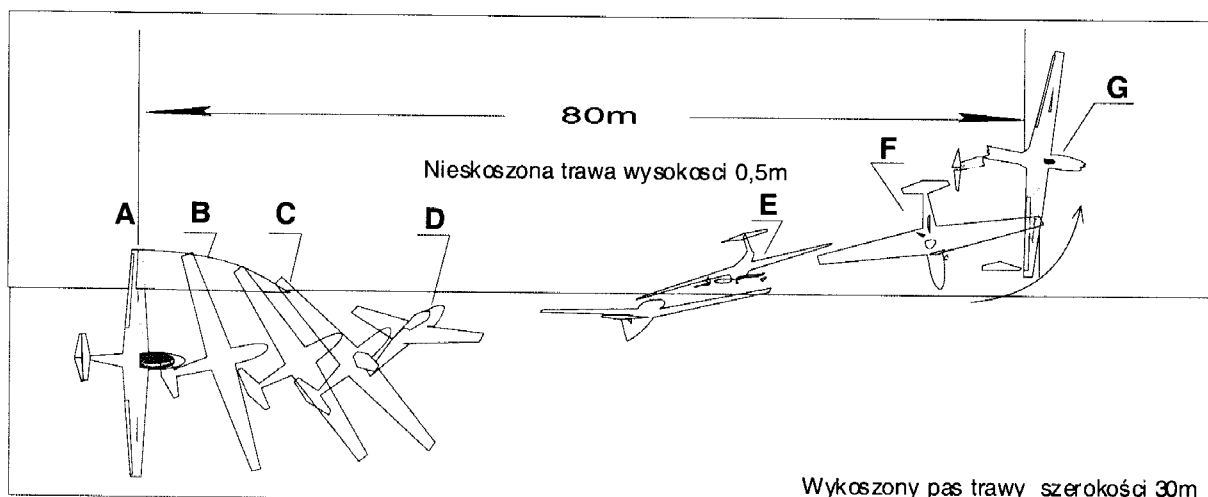 G
80m
F
Nieskoszona trawa wysokosci 0,5m
A
B
C
D
E
Wykoszony pas trawy szerokości 30m